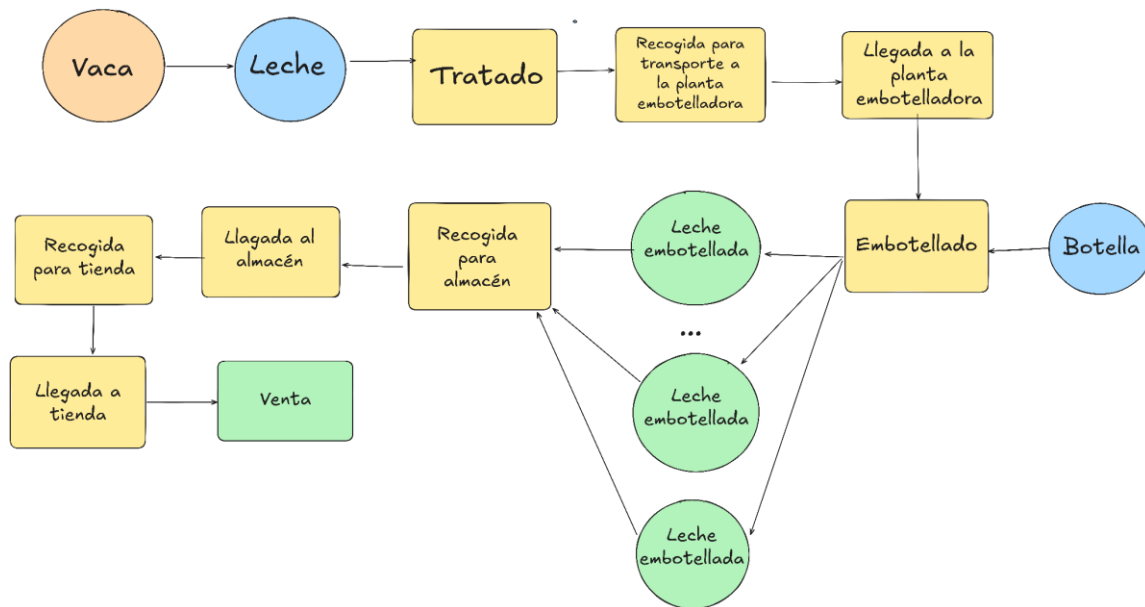 Vaca
Leche
Tratado
Recogida para
transporte a
la planta
embotelladora
Llegada a la
planta
embotelladora
Recogida
para tienda
Llagada al
almacén
Recogida
para
almacén
Leche
embotellada
Embotellado
Botella
...
Llegada a
tienda
Venta
Leche
embotellada
Leche
embotellada